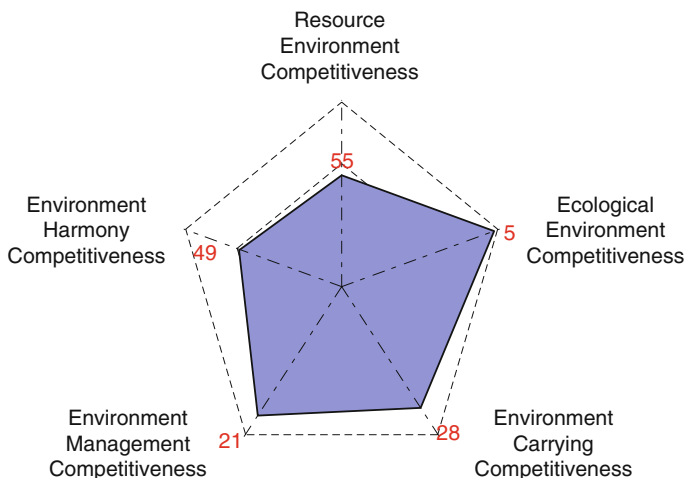 Resource
Environment
Competitiveness
55
Ecological
Environment
Competitiveness
5
Environment
Harmony
Competitiveness
49
Environment
Management
Competitiveness
21
Environment
Carrying
Competitiveness
28